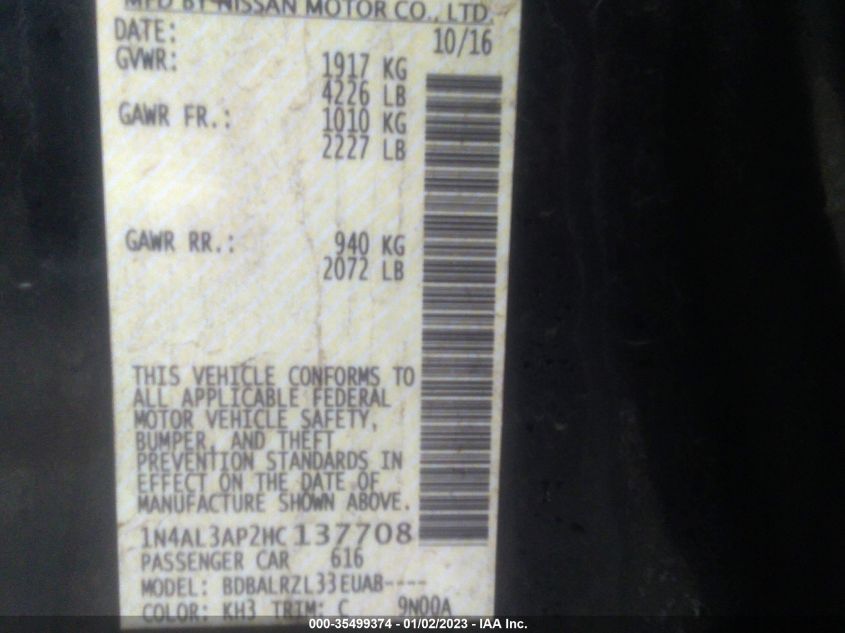 MFD BY NISSAN MOTOR CO., LTD.
DATE: 10/16
GVWR: 1917 KG
4226 LB
GAWR FR.: 1010 KG
2227 LB
GAWR RR.: 940 KG
2072 LB
THIS VEHICLE CONFORMS TO
ALL APPLICABLE FEDERAL
MOTOR VEHICLE SAFETY,
BUMPER, AND THEFT
PREVENTION STANDARDS IN
EFFECT ON THE DATE OF
MANUFACTURE SHOWN ABOVE.
1N4AL3AP2HC137708
PASSENGER CAR 616
MODEL: BDBALRZL33EUAB----
COLOR: KH3 TRIM: C 9N00A
000-35499374 - 01/02/2023 - IAA Inc.